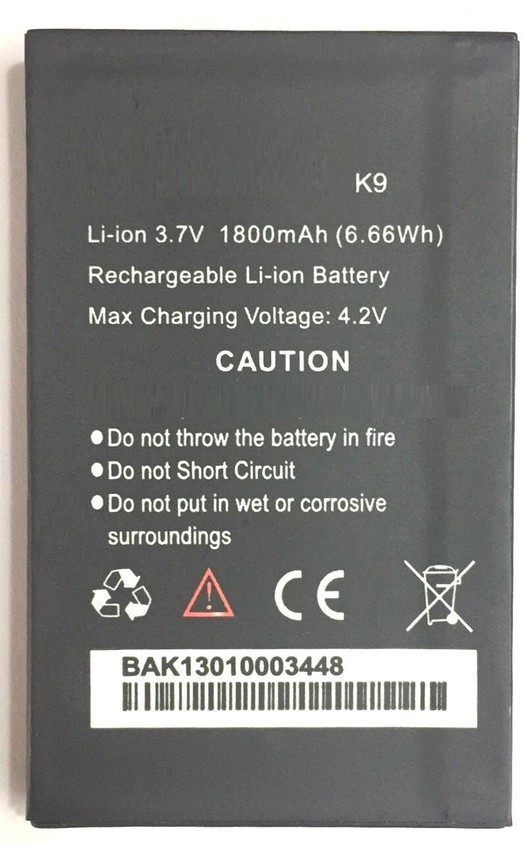 K9
Li-ion 3.7V 1800mAh (6.66Wh)
Rechargeable Li-ion Battery
Max Charging Voltage: 4.2V
CAUTION
●Do not throw the battery in fire
●Do not Short Circuit
●Do not put in wet or corrosive
surroundings
CE
BAK13010003448